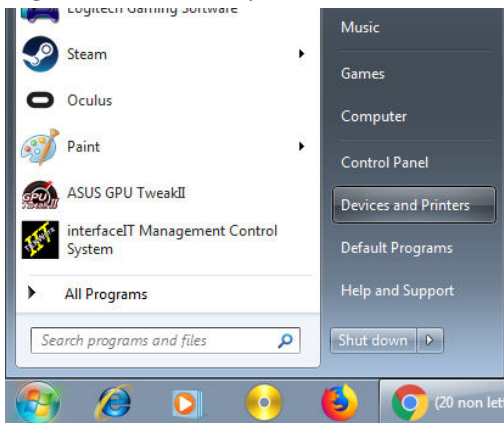 Logitech Gaming Software
Steam
Oculus
Paint
ASUS GPU TweakII
interfaceIT Management Control
System
All Programs
Search programs and files
Music
Games
Computer
Control Panel
Devices and Printers
Default Programs
Help and Support
Shut down
(20 non let